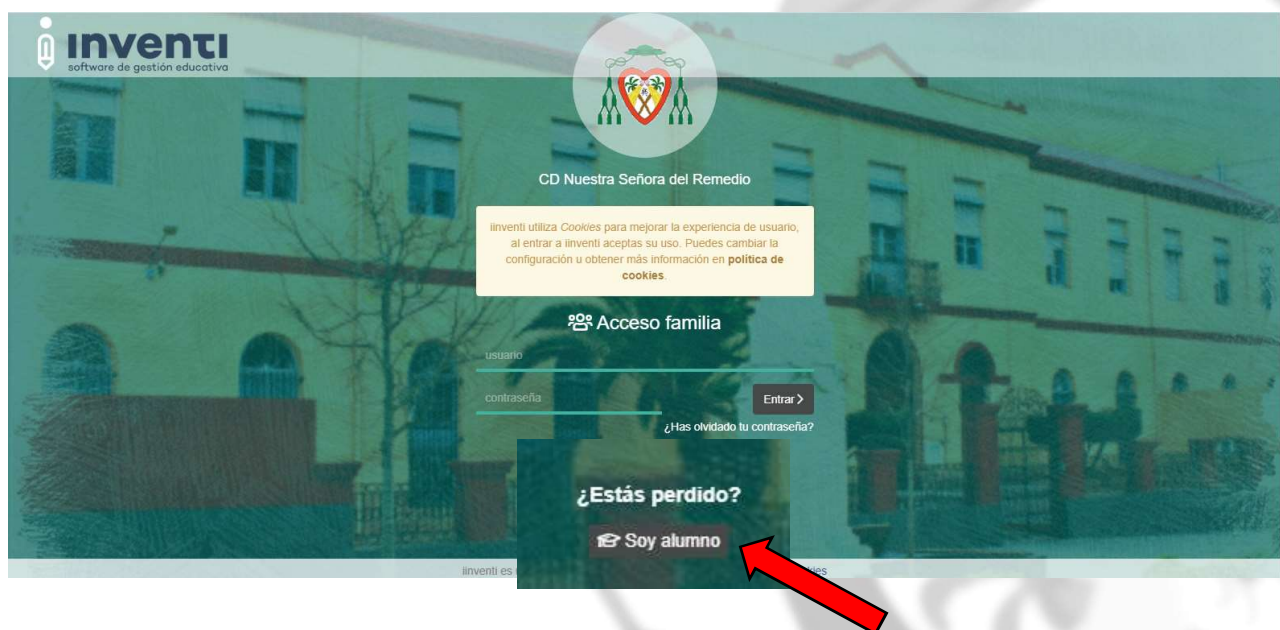 inventi
software de gestión educativa
CD Nuestra Señora del Remedio
iinventi utiliza Cookies para mejorar la experiencia de usuario,
al entrar a iinventi aceptas su uso. Puedes cambiar la
configuración u obtener más información en política de
cookies.
Acceso familia
usuario
contraseña
Entrar
¿Has olvidado tu contraseña?
¿Estás perdido?
Soy alumno
iinventi es